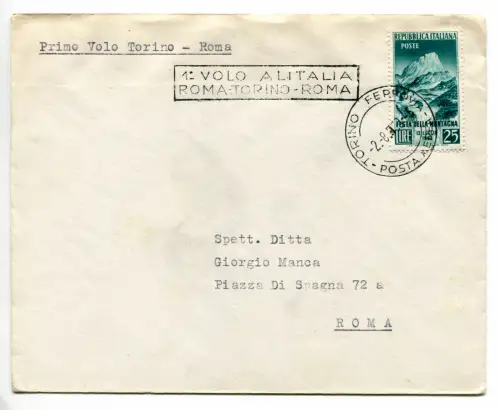 Primo Volo Torino - Roma
1° VOLO ALITALIA
ROMA-TORINO-ROMA
REPUBBLICA ITALIANA
POSTE
FESTA DELLA MONTAGNA
LIRE 25
TORINO FERROVIA - POSTA
Spett. Ditta
Giorgio Manca
Piazza Di Spagna 72 a
ROMA